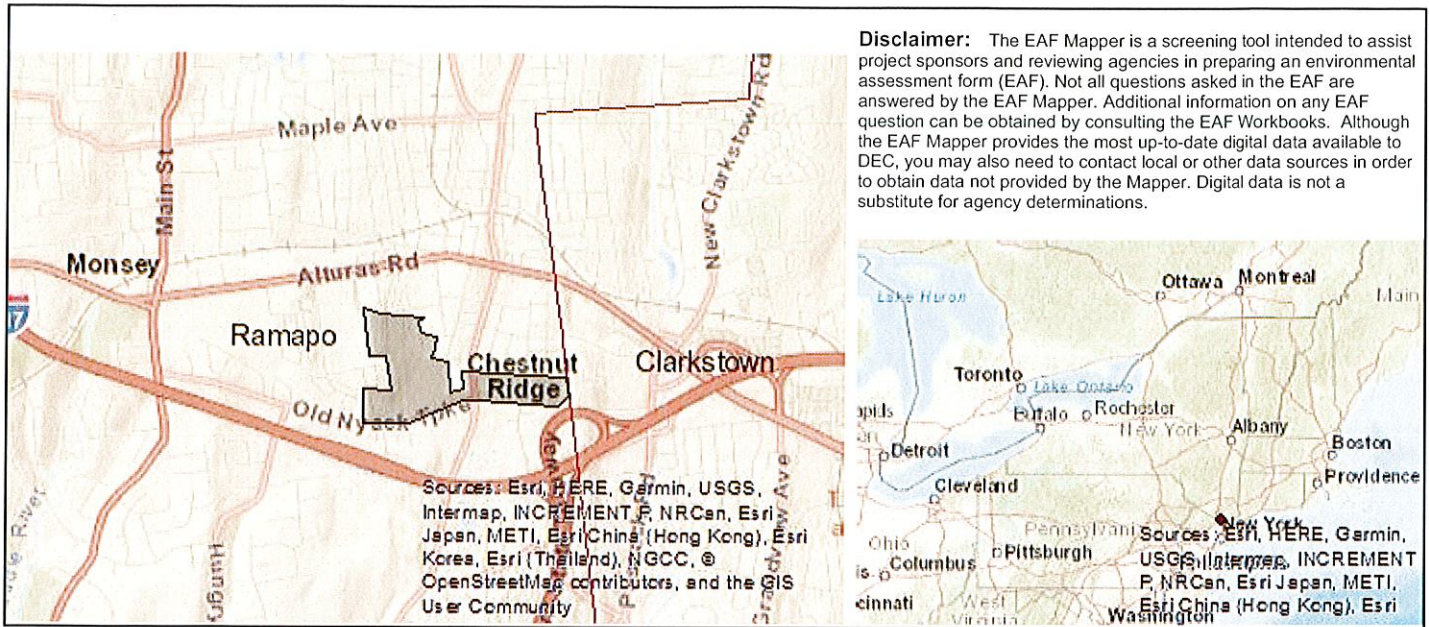 Disclaimer: The EAF Mapper is a screening tool intended to assist
project sponsors and reviewing agencies in preparing an environmental
assessment form (EAF). Not all questions asked in the EAF are
answered by the EAF Mapper. Additional information on any EAF
question can be obtained by consulting the EAF Workbooks. Although
the EAF Mapper provides the most up-to-date digital data available to
DEC, you may also need to contact local or other data sources in order
to obtain data not provided by the Mapper. Digital data is not a
substitute for agency determinations.
Maple Ave
Main St
New Clarkstown Rd
Monsey
Alturas Rd
Ramapo
Chestnut
Ridge
Clarkstown
Old Nyack Tpke
Grandview Ave
Sources: Esri, HERE, Garmin, USGS,
Intermap, INCREMENT P, NRCan, Esri
Japan, METI, Esri China (Hong Kong), Esri
Korea, Esri (Thailand), NGCC, ©
OpenStreetMap contributors, and the GIS
User Community
Ottawa
Montreal
Main
Lake Huron
Toronto
Lake Ontario
apids
Buffalo
Rochester
New York
Albany
Detroit
Boston
Providence
Cleveland
Pennsylvania
New York
Ohio
Pittsburgh
Columbus
is.
cinnati
West
Virginia
Washington
Sources: Esri, HERE, Garmin,
USGS, Intermap, INCREMENT
P, NRCan, Esri Japan, METI,
Esri China (Hong Kong), Esri